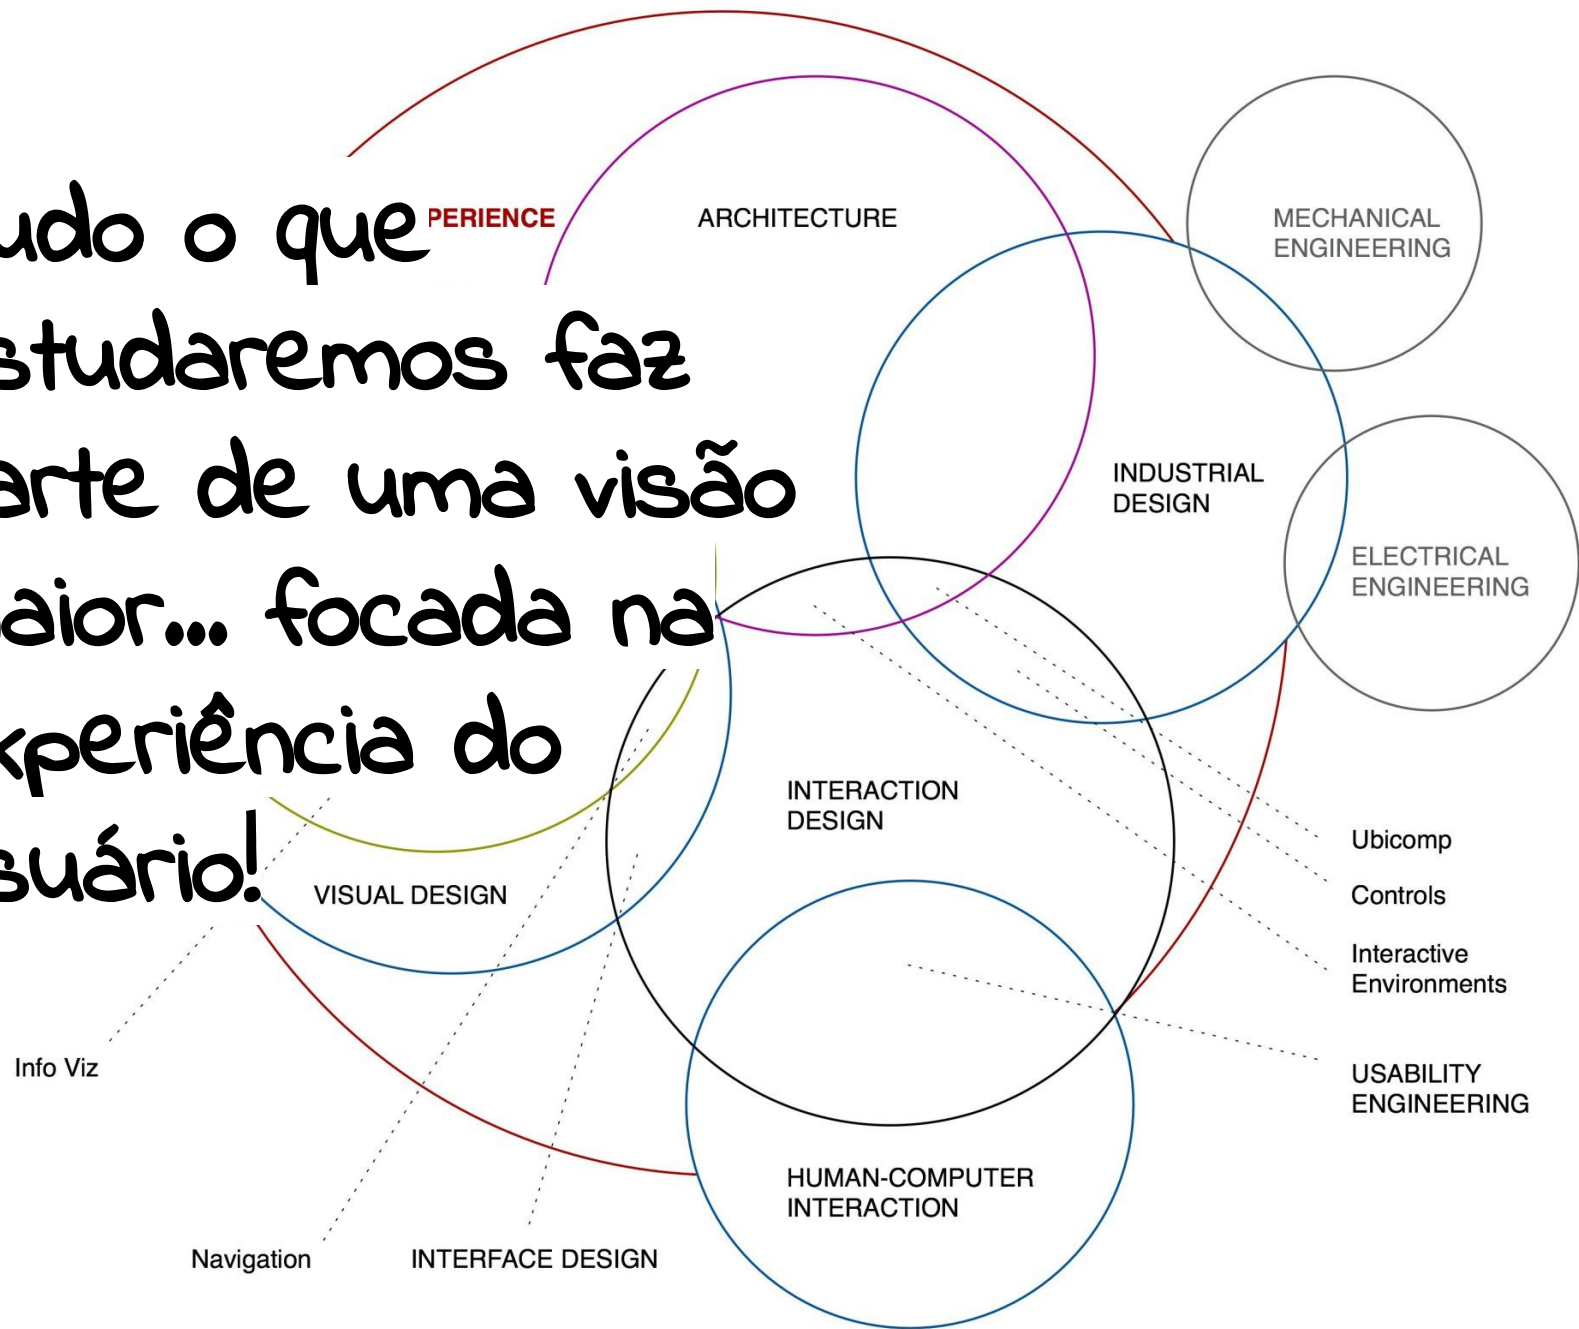 udo o que
PERIENCE
studaremos faz
arte de uma visão
aior... focada na
xperiência do
suário!
ARCHITECTURE
MECHANICAL
ENGINEERING
INDUSTRIAL
DESIGN
ELECTRICAL
ENGINEERING
INTERACTION
DESIGN
VISUAL DESIGN
Ubicomp
Controls
Interactive
Environments
Info Viz
USABILITY
ENGINEERING
HUMAN-COMPUTER
INTERACTION
Navigation
INTERFACE DESIGN